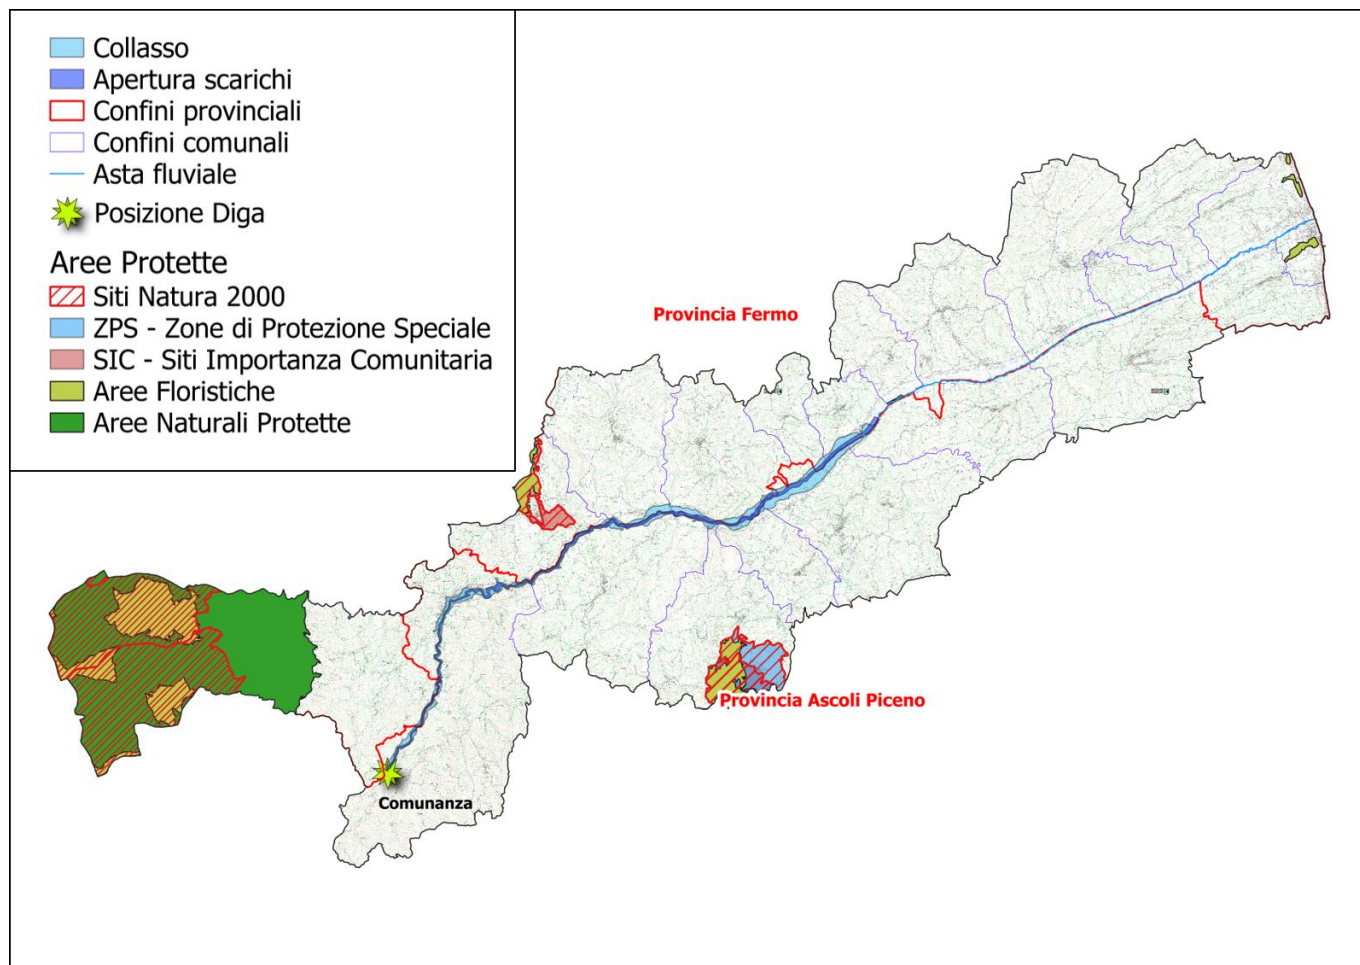 Collasso
Apertura scarichi
Confini provinciali
Confini comunali
Asta fluviale
Posizione Diga
Aree Protette
Siti Natura 2000
ZPS - Zone di Protezione Speciale
SIC - Siti Importanza Comunitaria
Aree Floristiche
Aree Naturali Protette
Provincia Fermo
Provincia Ascoli Piceno
Comunanza